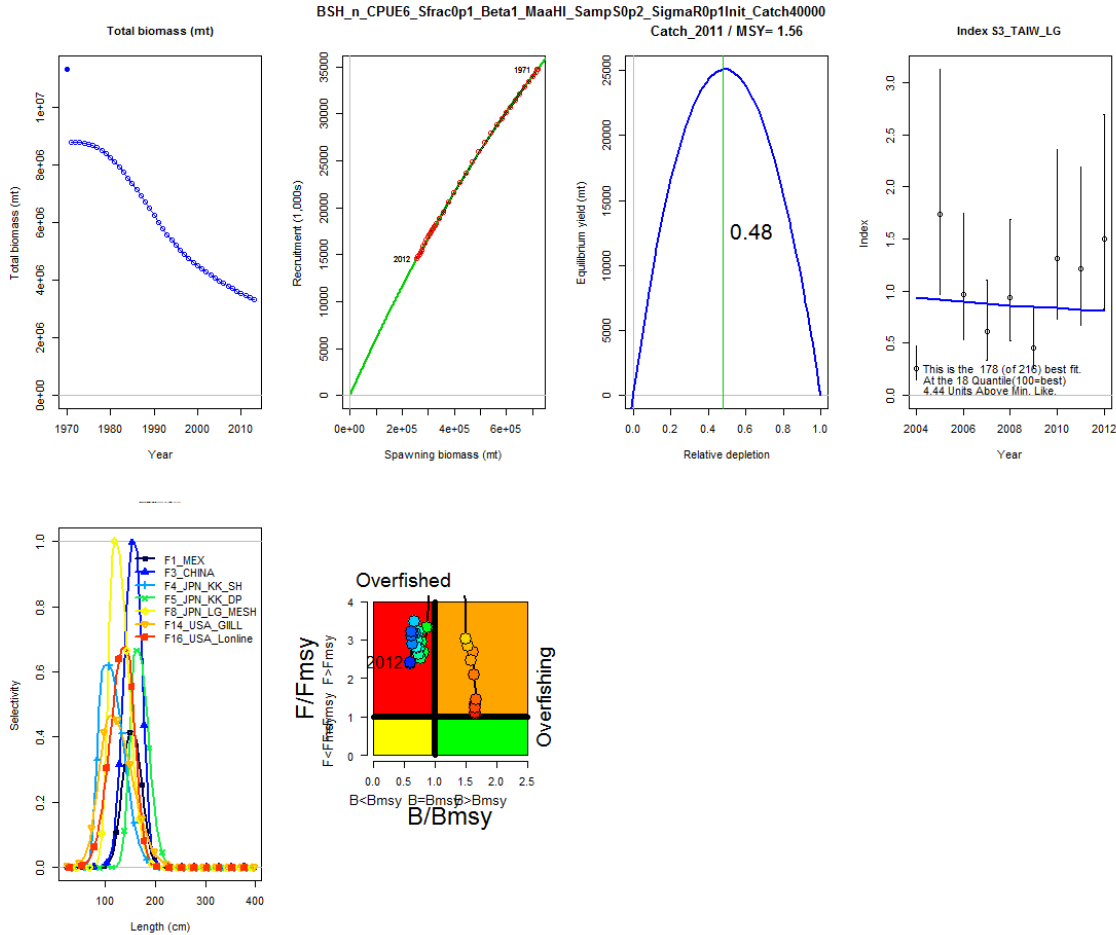 BSH_n_CPUE6_Sfrac0p1_Beta1_MaaHI_SampS0p2_SigmaR0p1Init_Catch40000
Total biomass (mt)
Catch_2011 / MSY= 1.56
Index S3_TAIW_LG
Total biomass (mt)
0e+00 2e+06 4e+06 6e+06 8e+06 1e+07
1970 1980 1990 2000 2010
Year
Recruitment (1,000s)
0 5000 10000 15000 20000 25000 30000 35000
1971
2012
0e+00 2e+05 4e+05 6e+05
Spawning biomass (mt)
Equilibrium yield (mt)
0 5000 10000 15000 20000 25000
0.48
0.0 0.2 0.4 0.6 0.8 1.0
Relative depletion
Index
0.0 0.5 1.0 1.5 2.0 2.5 3.0
This is the 178 (of 216) best fit.
At the 18 Quantile(100=best)
4.44 Units Above Min. Like.
2004 2006 2008 2010 2012
Year
Selectivity
0.0 0.2 0.4 0.6 0.8 1.0
F1_MEX
F3_CHINA
F4_JPN_KK_SH
F5_JPN_KK_DP
F8_JPN_LG_MESH
F14_USA_GIILL
F16_USA_Lonline
100 200 300 400
Length (cm)
Overfished
F/Fmsy
F>Fmsy
0 1 2 3 4
2012
Overfishing
0.0 0.5 1.0 1.5 2.0 2.5
B<Bmsy B=Bmsy B>Bmsy
B/Bmsy